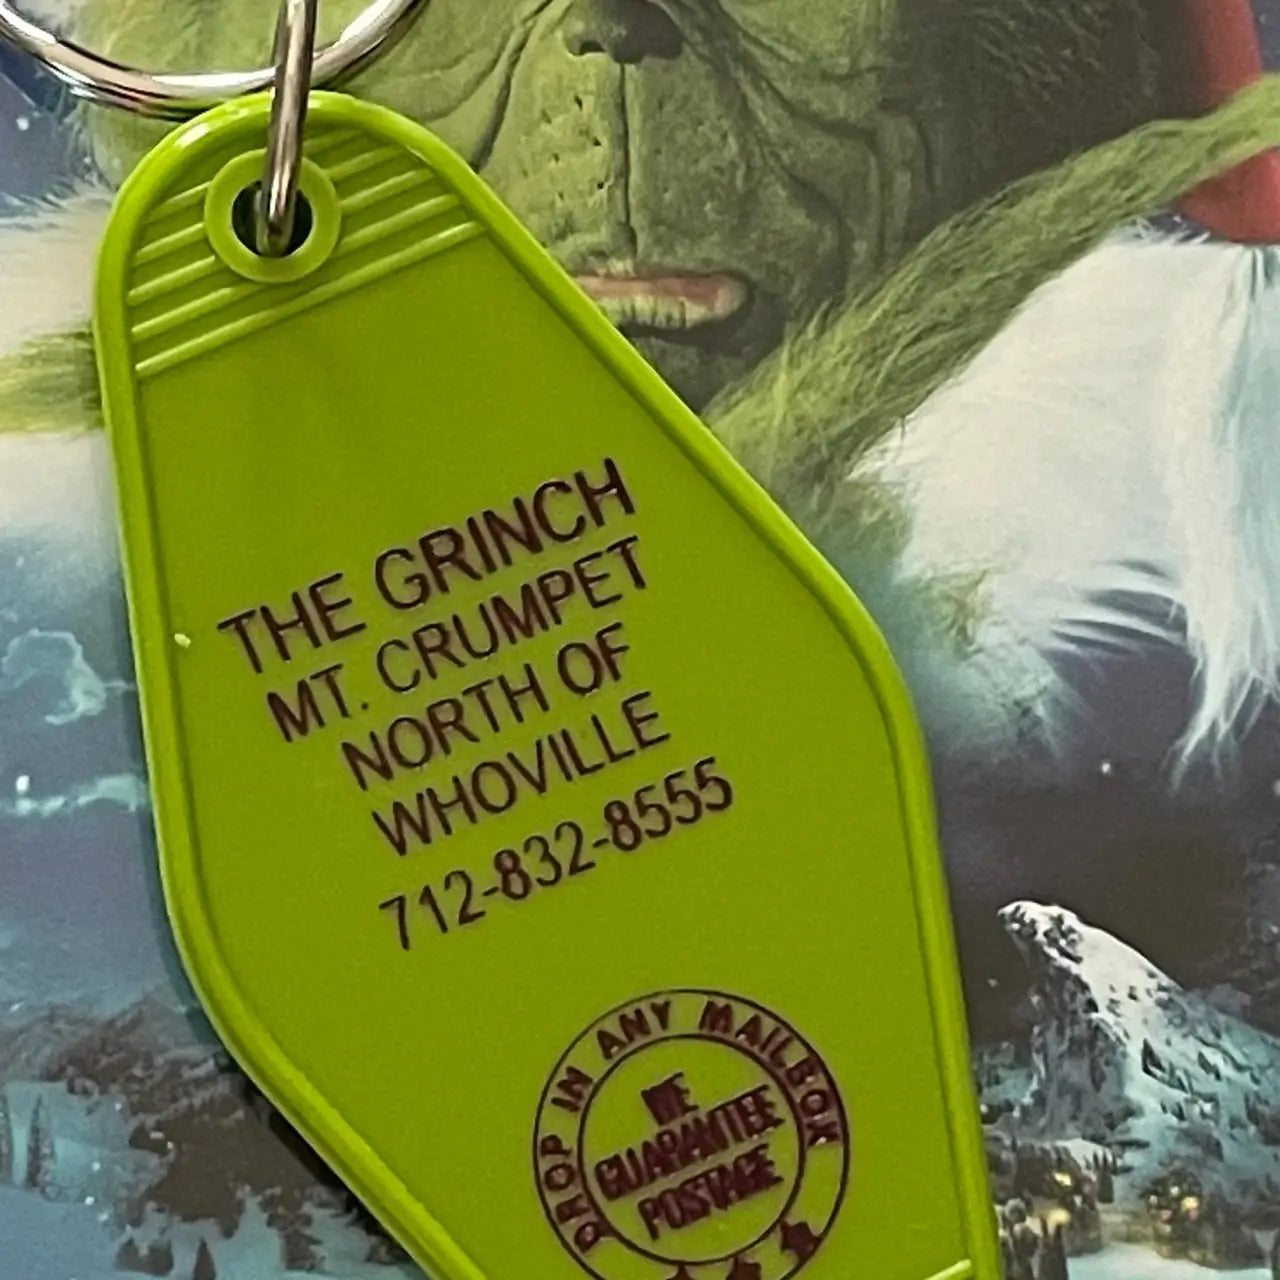 THE GRINCH
MT. CRUMPET
NORTH OF
WHOVILLE
712-832-8555
DROP IN ANY MAILBOX
WE
GUARANTEE
POSTAGE